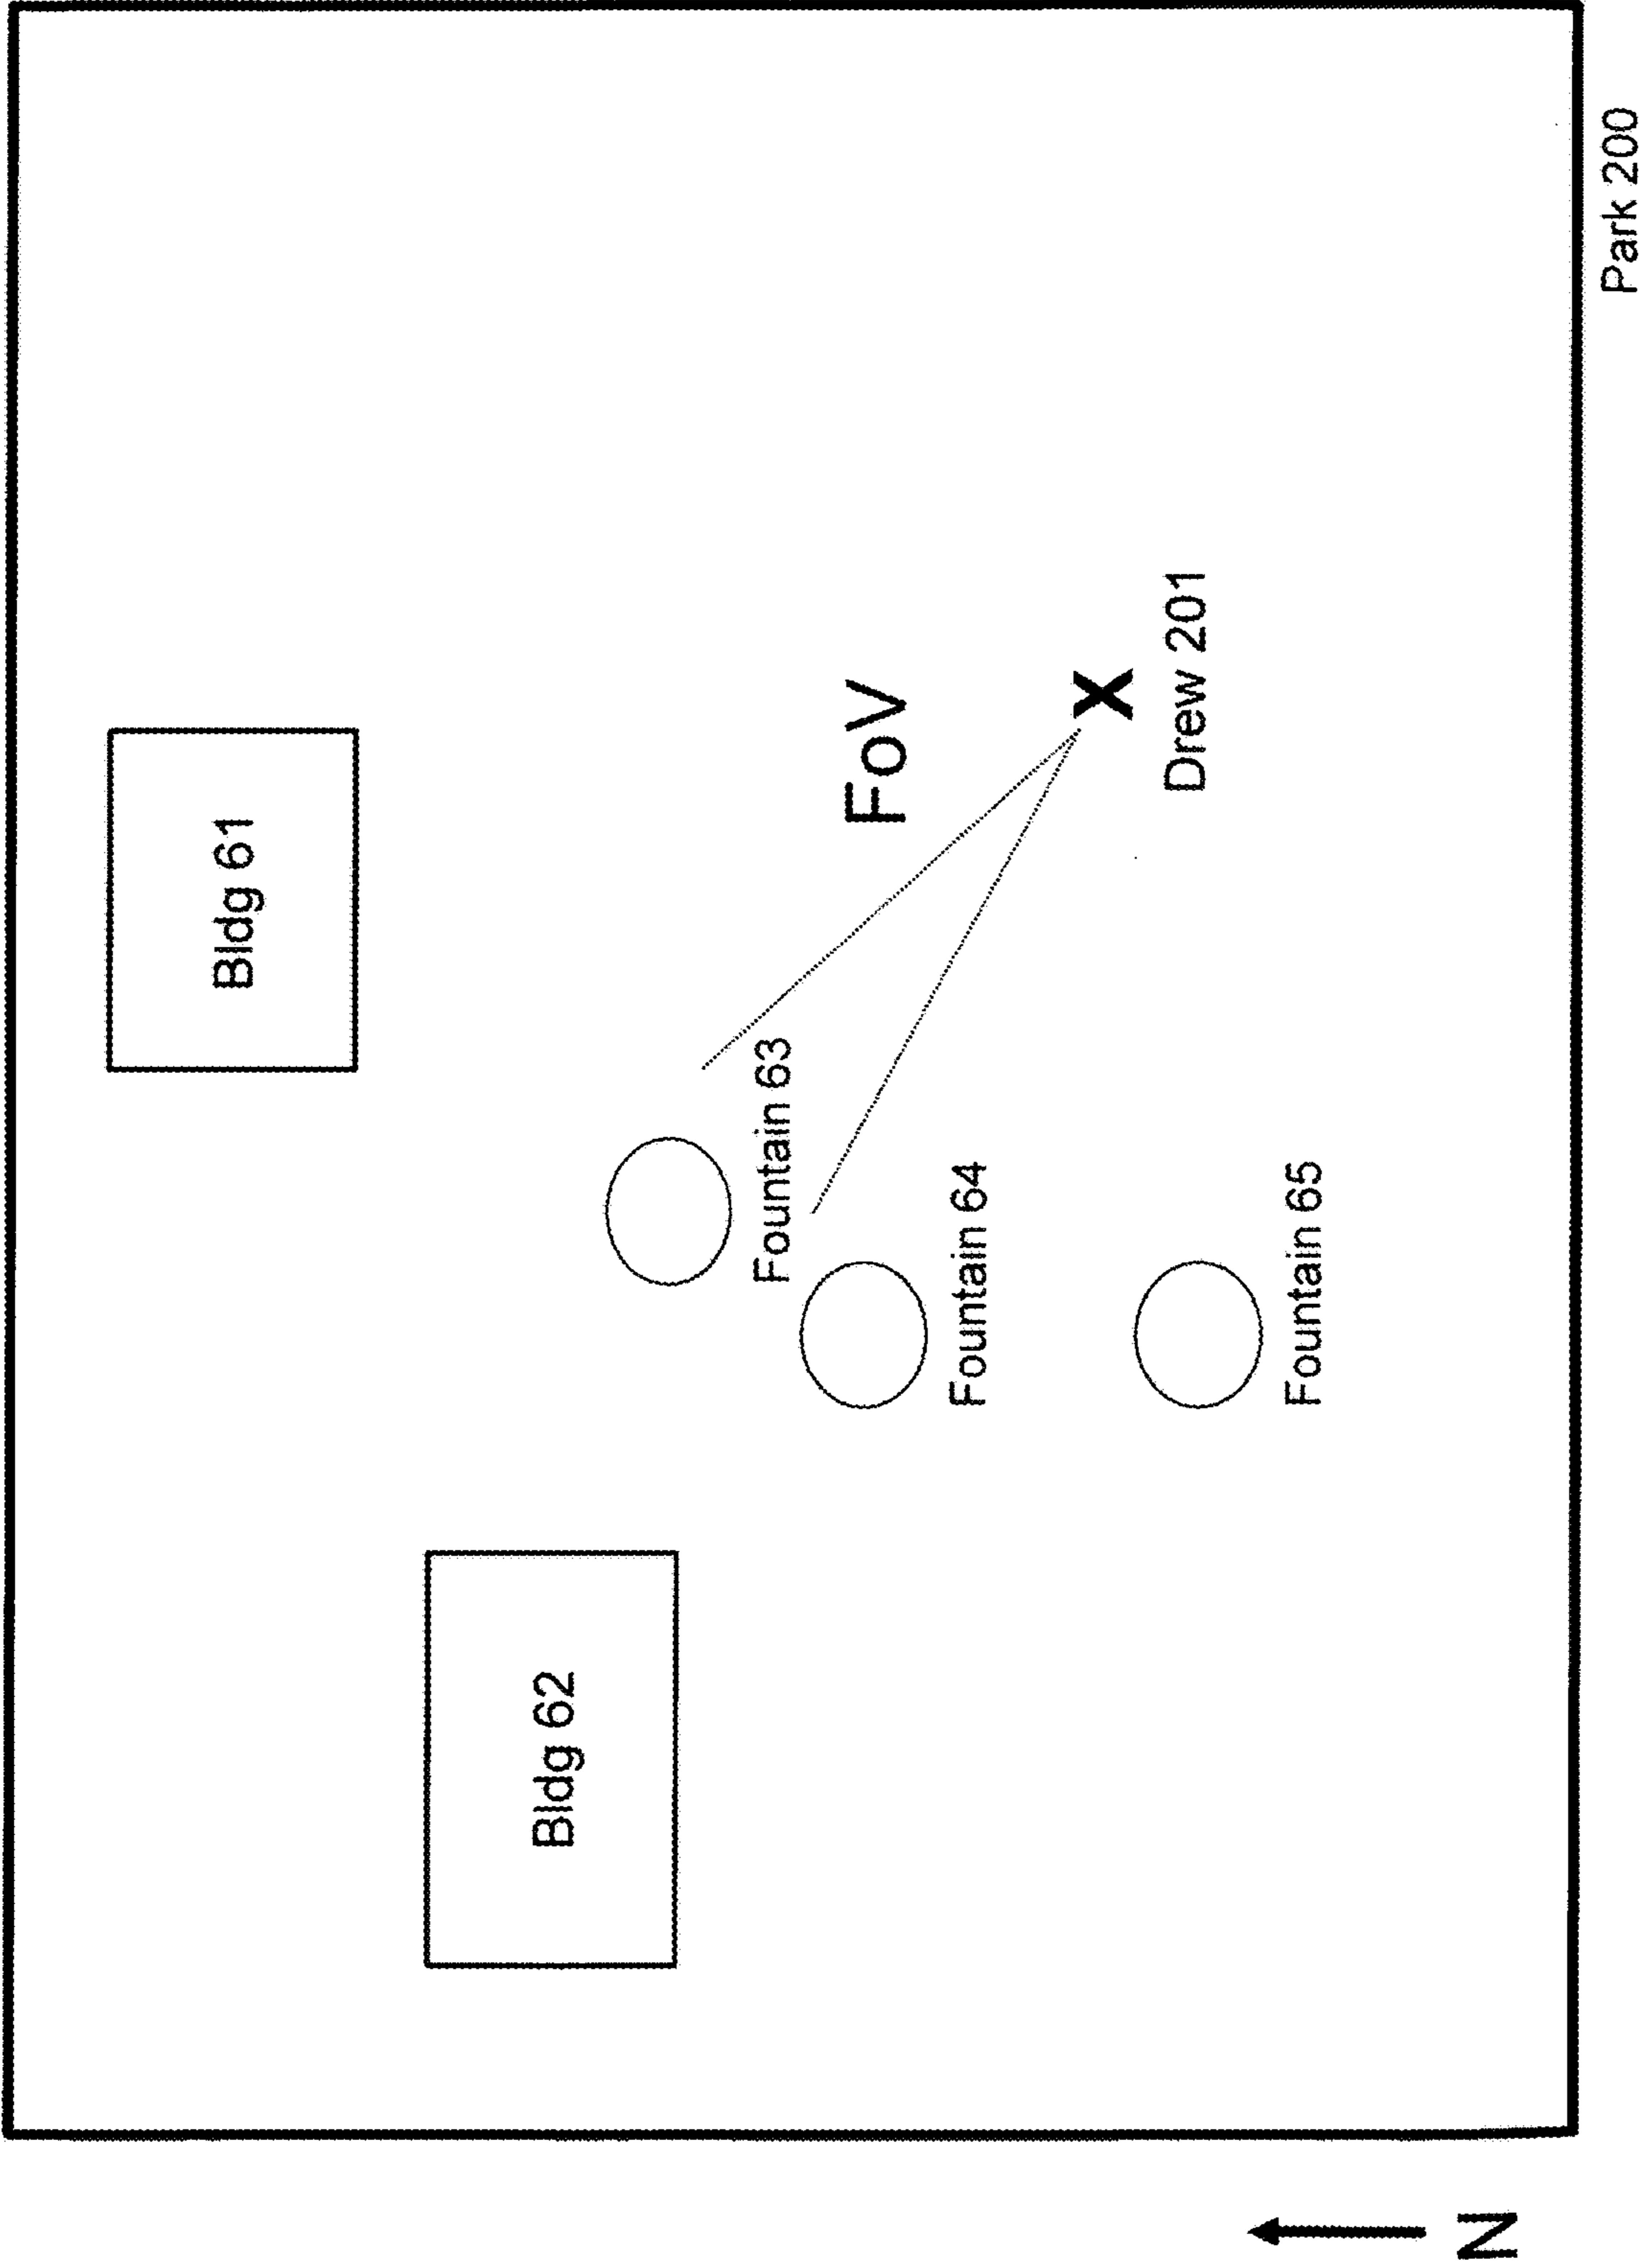 Bldg 61
Bldg 62
Fountain 63
FoV
Fountain 64
Drew 201
Fountain 65
N
Park 200